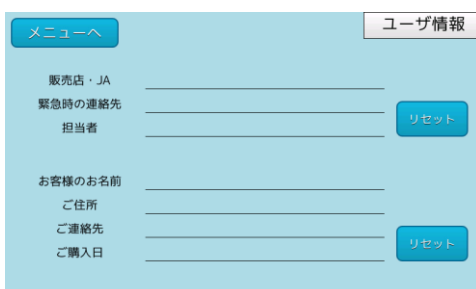 メニューへ
ユーザ情報
販売店・JA
緊急時の連絡先
担当者
リセット
お客様のお名前
ご住所
ご連絡先
ご購入日
リセット